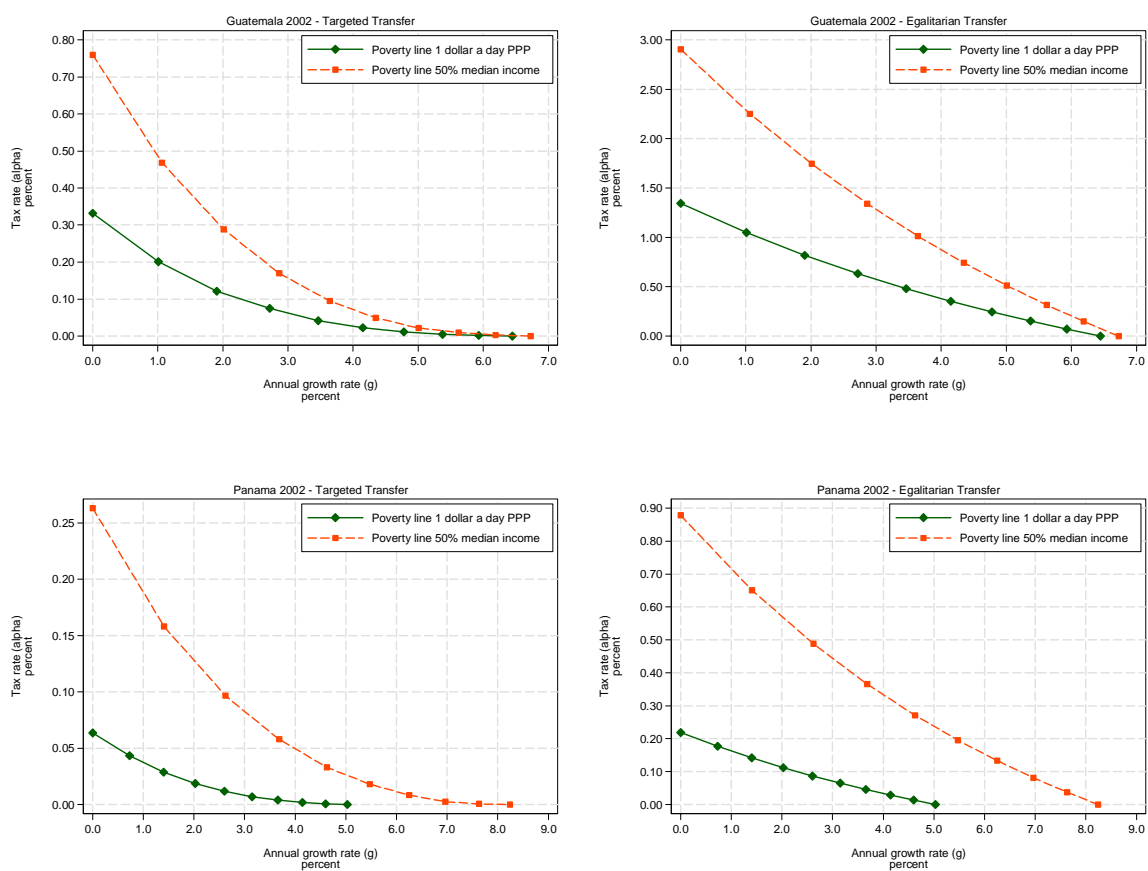 Guatemala 2002 - Targeted Transfer
Poverty line 1 dollar a day PPP
Poverty line 50% median income
0.80
0.70
0.60
0.50
0.40
0.30
0.20
0.10
0.00
Tax rate (alpha)
percent
0.0 1.0 2.0 3.0 4.0 5.0 6.0 7.0
Annual growth rate (g)
percent
Guatemala 2002 - Egalitarian Transfer
Poverty line 1 dollar a day PPP
Poverty line 50% median income
3.00
2.50
2.00
1.50
1.00
0.50
0.00
Tax rate (alpha)
percent
0.0 1.0 2.0 3.0 4.0 5.0 6.0 7.0
Annual growth rate (g)
percent
Panama 2002 - Targeted Transfer
Poverty line 1 dollar a day PPP
Poverty line 50% median income
0.25
0.20
0.15
0.10
0.05
0.00
Tax rate (alpha)
percent
0.0 1.0 2.0 3.0 4.0 5.0 6.0 7.0 8.0 9.0
Annual growth rate (g)
percent
Panama 2002 - Egalitarian Transfer
Poverty line 1 dollar a day PPP
Poverty line 50% median income
0.90
0.80
0.70
0.60
0.50
0.40
0.30
0.20
0.10
0.00
Tax rate (alpha)
percent
0.0 1.0 2.0 3.0 4.0 5.0 6.0 7.0 8.0 9.0
Annual growth rate (g)
percent